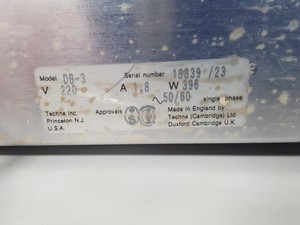 Model DB-3 Serial number 18339/23
V 220 A 1,8 W 396
50/60 single phase
Techne Inc. Approvals Made in England by
Princeton N.J. Techne (Cambridge) Ltd
U.S.A. Duxford Cambridge U.K.